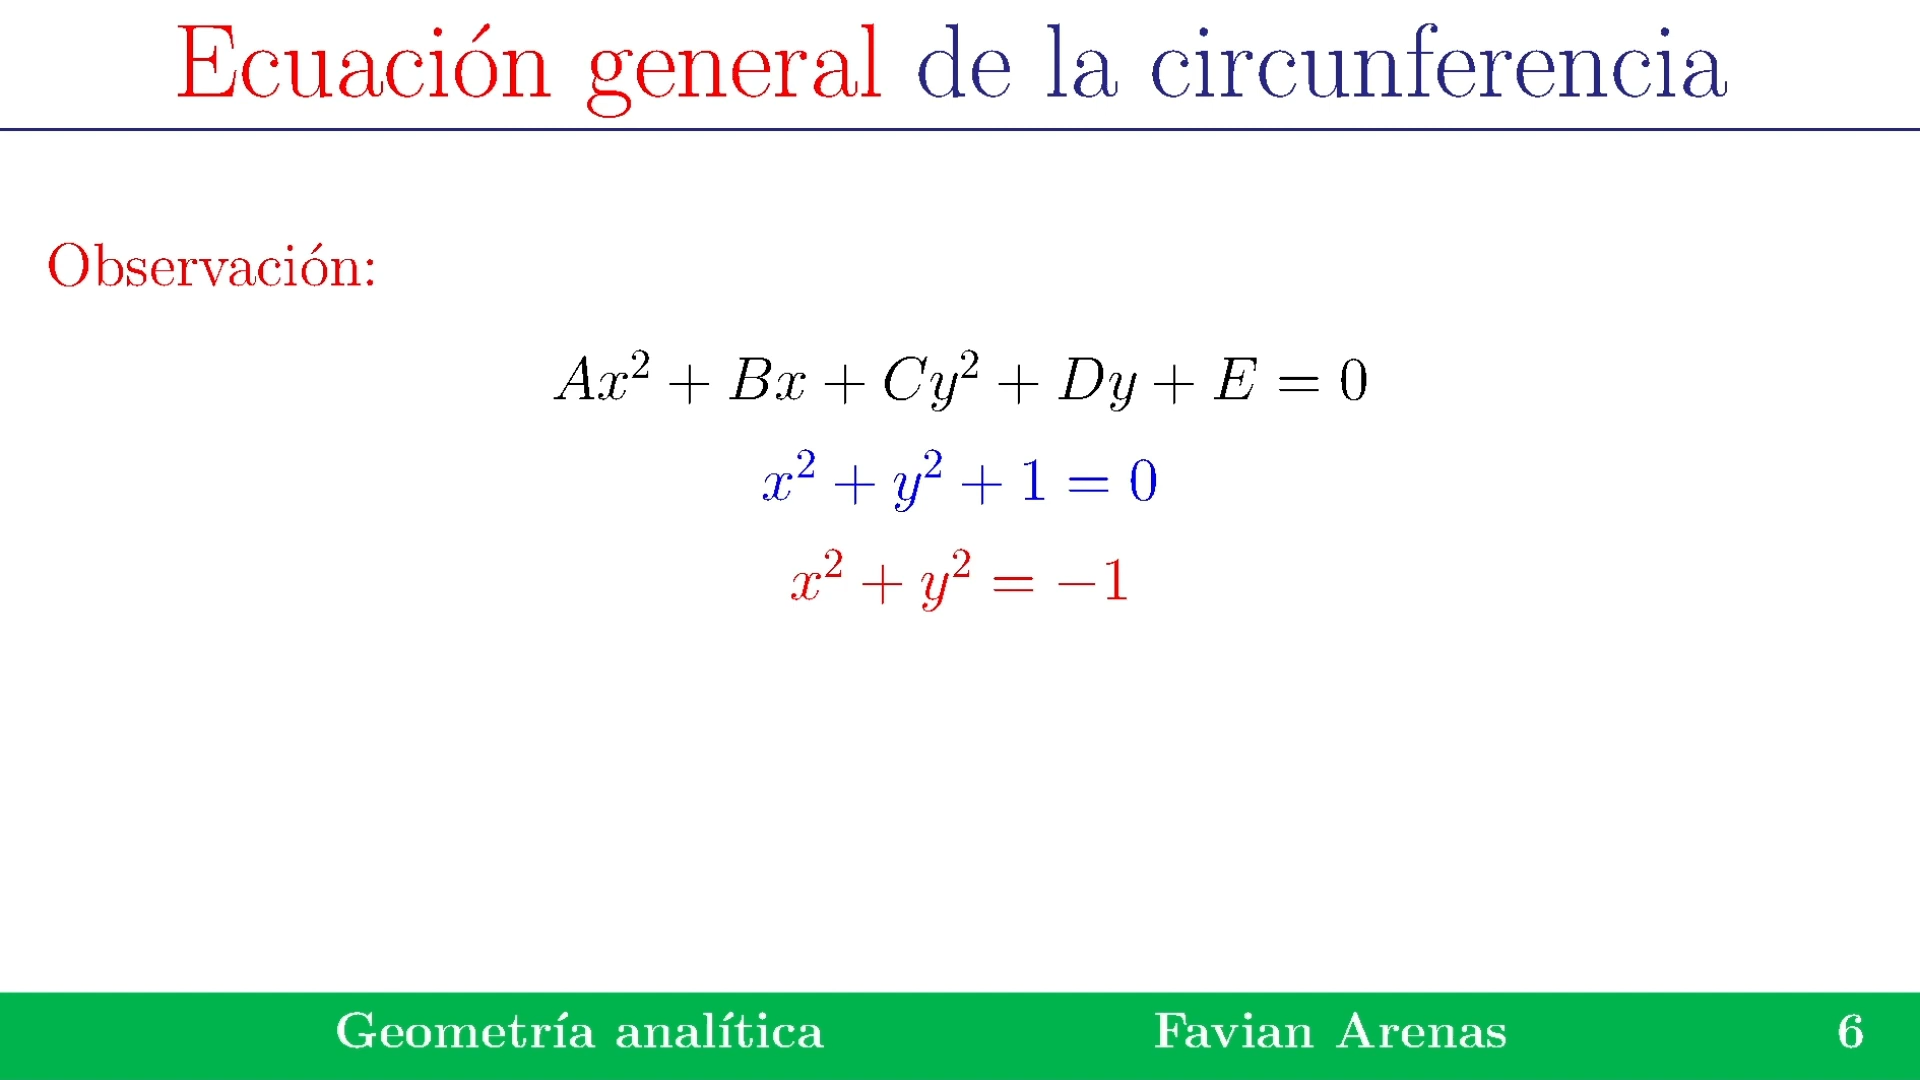 Ecuación general de la circunferencia
Observación:
Ax² + Bx + Cy² + Dy + E = 0
x² + y² + 1 = 0
x² + y² = −1
Geometría analítica Favian Arenas 6